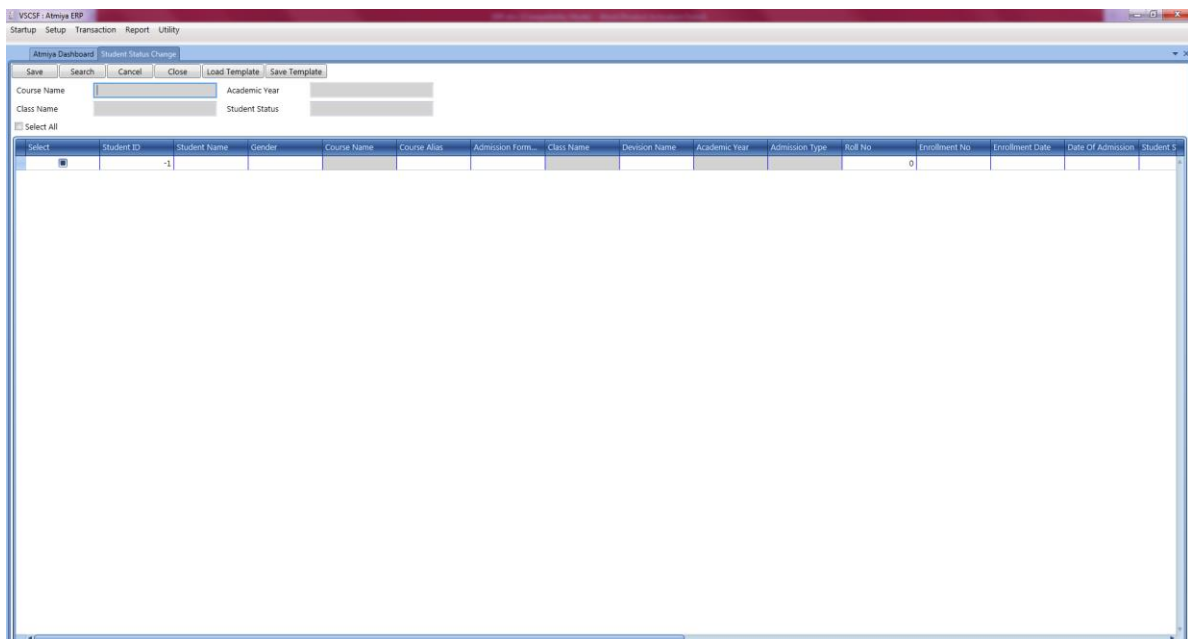 VSCSF : Atmiya ERP
Startup Setup Transaction Report Utility
Atmiya Dashboard Student Status Change
Save Search Cancel Close Load Template Save Template
Course Name Academic Year
Class Name Student Status
Select All
Select Student ID Student Name Gender Course Name Course Alias Admission Form... Class Name Devision Name Academic Year Admission Type Roll No Enrollment No Enrollment Date Date Of Admission Student S
-1 0